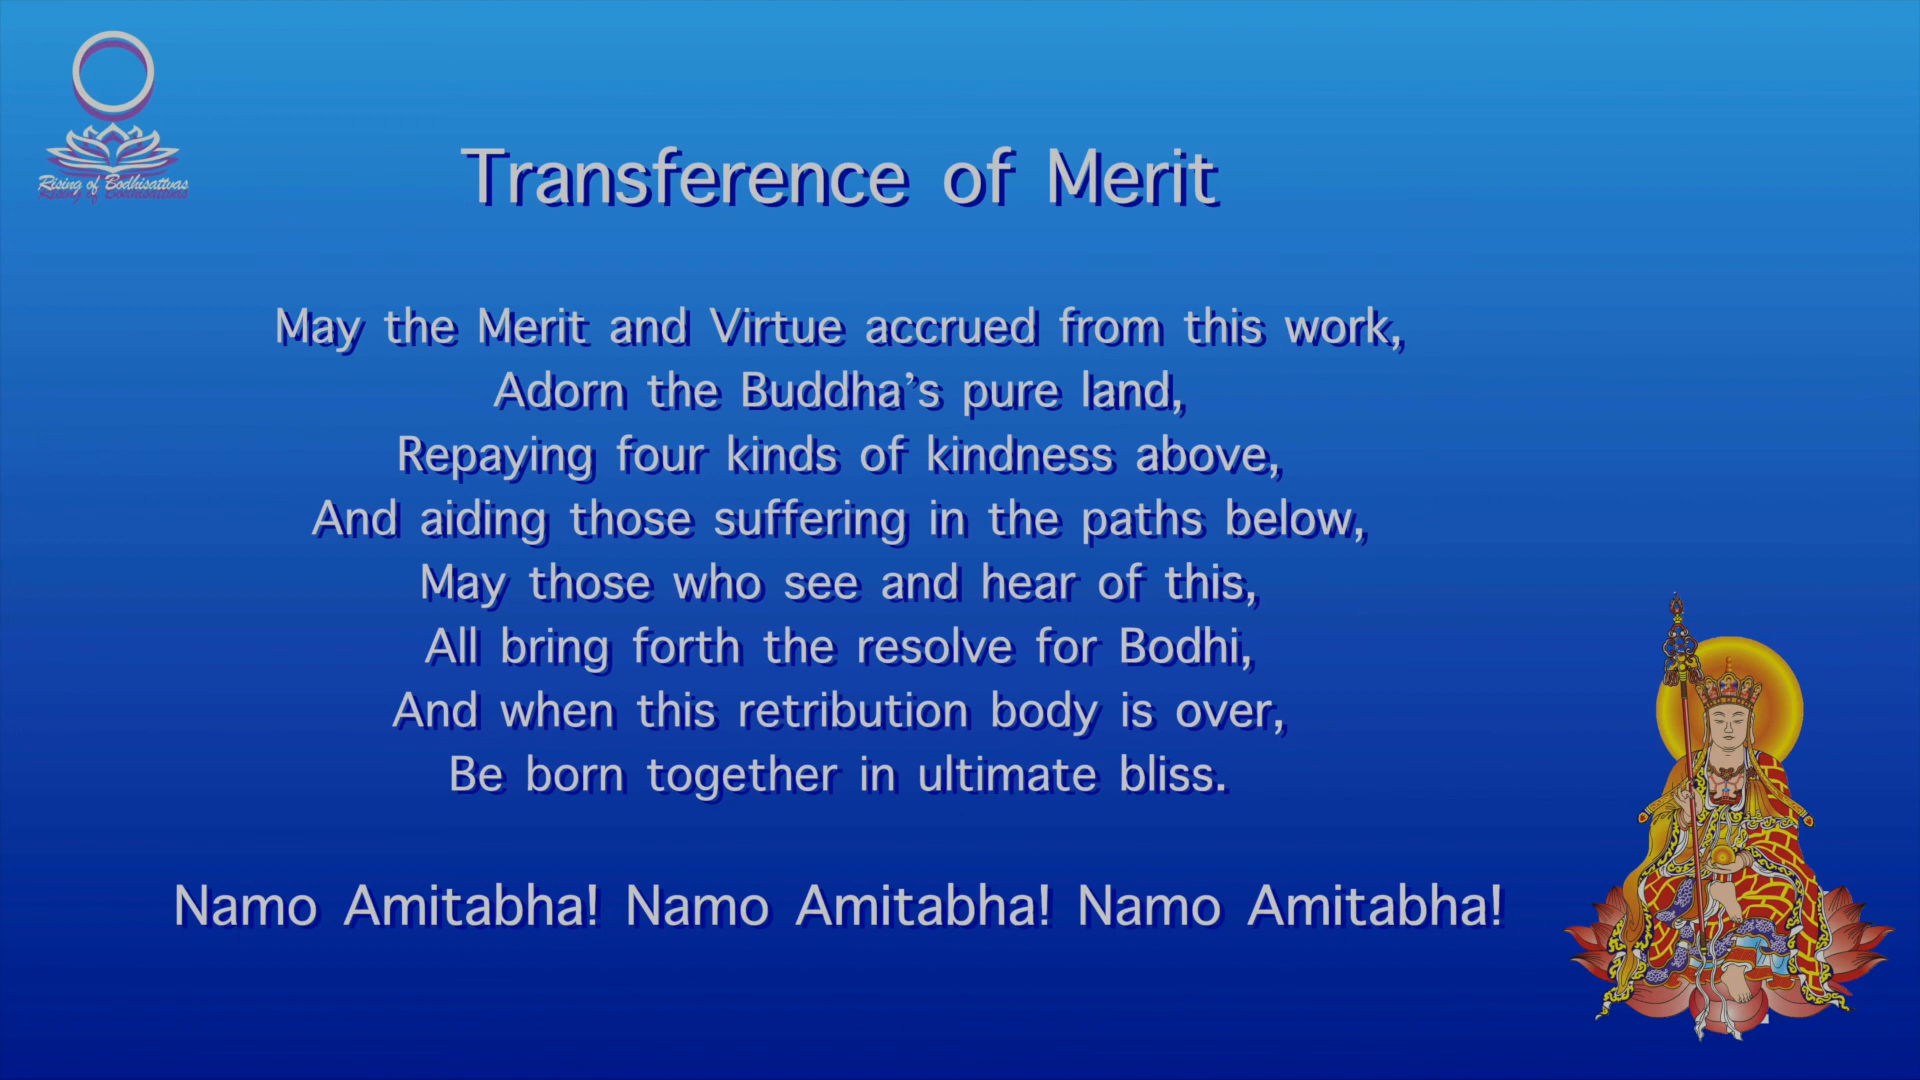 Rising of Bodhisattvas
Transference of Merit
May the Merit and Virtue accrued from this work,
Adorn the Buddha’s pure land,
Repaying four kinds of kindness above,
And aiding those suffering in the paths below,
May those who see and hear of this,
All bring forth the resolve for Bodhi,
And when this retribution body is over,
Be born together in ultimate bliss.
Namo Amitabha! Namo Amitabha! Namo Amitabha!